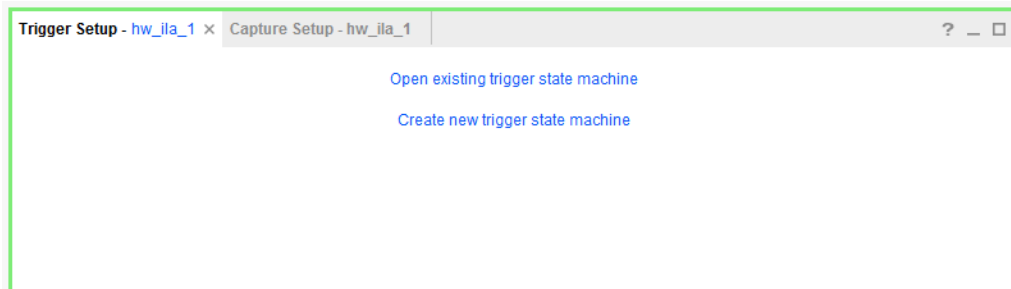 Trigger Setup - hw_ila_1 × Capture Setup - hw_ila_1 ? _ □
Open existing trigger state machine
Create new trigger state machine